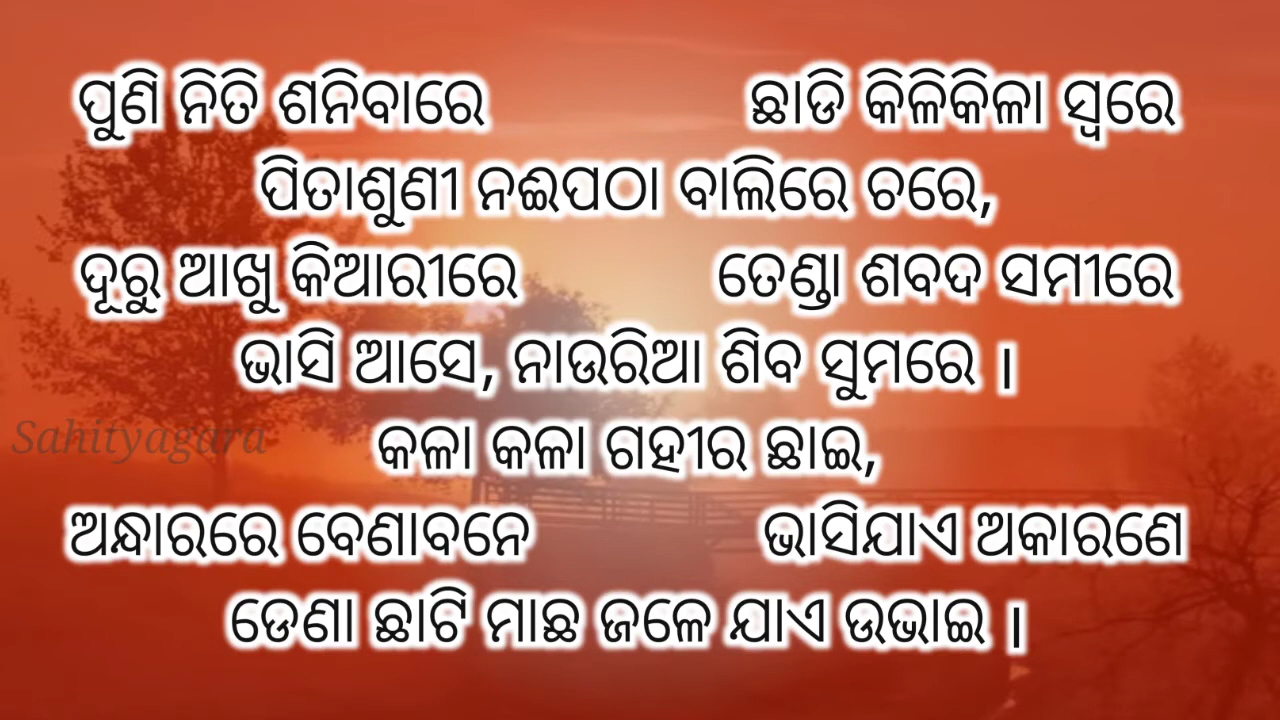 ପୁଣି ନିତି ଶନିବାରେ ଛାଡି କିଳିକିଳା ସ୍ୱରେ
ପିତାଶୁଣୀ ନଈପଠା ବାଲିରେ ଚରେ,
ଦୂରୁ ଆଖୁ କିଆରୀରେ ତେଣ୍ଡା ଶବଦ ସମୀରେ
ଭାସି ଆସେ, ନାଉରିଆ ଶିବ ସୁମରେ ।
Sahityagara
କଳା କଳା ଗହୀର ଛାଇ,
ଅନ୍ଧାରରେ ବେଣାବନେ ଭାସିଯାଏ ଅକାରଣେ
ଡେଣା ଛାଟି ମାଛ ଜଳେ ଯାଏ ଉଭାଇ ।